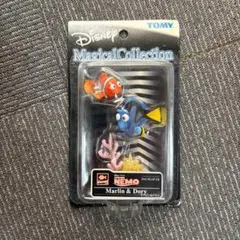 Disney
TOMY
MagicalCollection
NEMO
Marlin & Dory